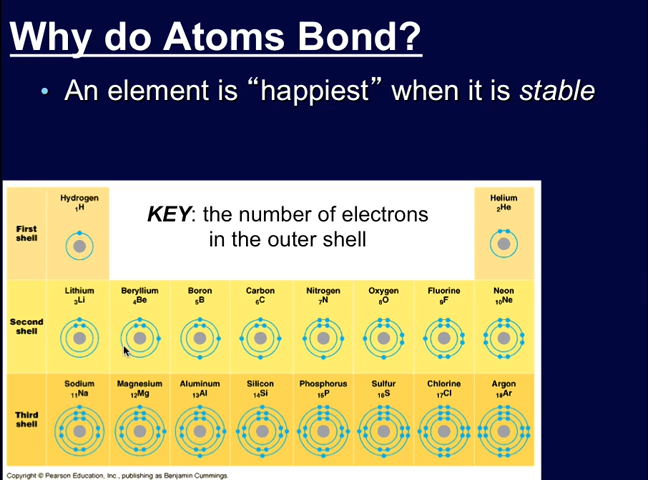 Why do Atoms Bond?
• An element is “happiest” when it is stable
KEY: the number of electrons
in the outer shell
First
shell
Hydrogen
1H
Helium
2He
Second
shell
Lithium
3Li
Beryllium
4Be
Boron
5B
Carbon
6C
Nitrogen
7N
Oxygen
8O
Fluorine
9F
Neon
10Ne
Third
shell
Sodium
11Na
Magnesium
12Mg
Aluminum
13Al
Silicon
14Si
Phosphorus
15P
Sulfur
16S
Chlorine
17Cl
Argon
18Ar
Copyright © Pearson Education, Inc., publishing as Benjamin Cummings.